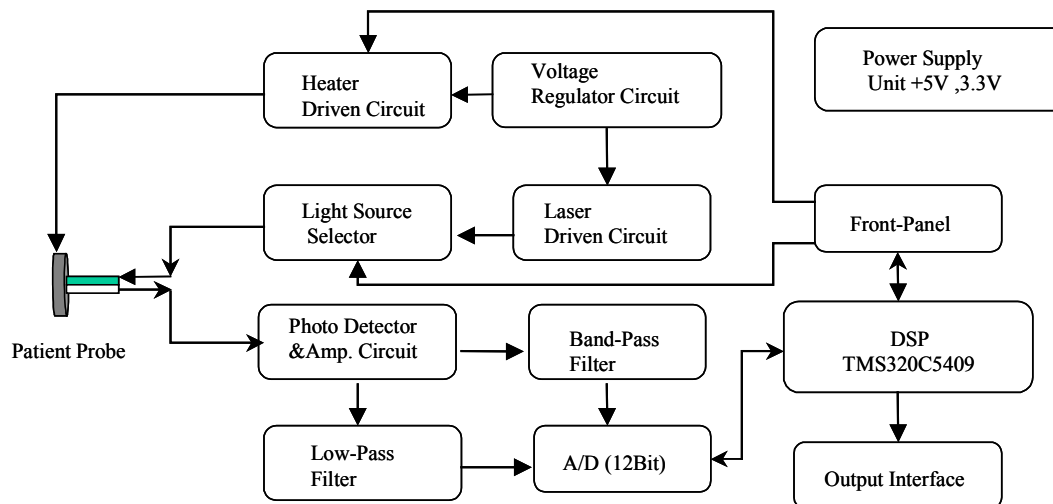 Heater
Driven Circuit
Voltage
Regulator Circuit
Power Supply
Unit +5V ,3.3V
Light Source
Selector
Laser
Driven Circuit
Front-Panel
Patient Probe
Photo Detector
&Amp. Circuit
Band-Pass
Filter
DSP
TMS320C5409
Low-Pass
Filter
A/D (12Bit)
Output Interface